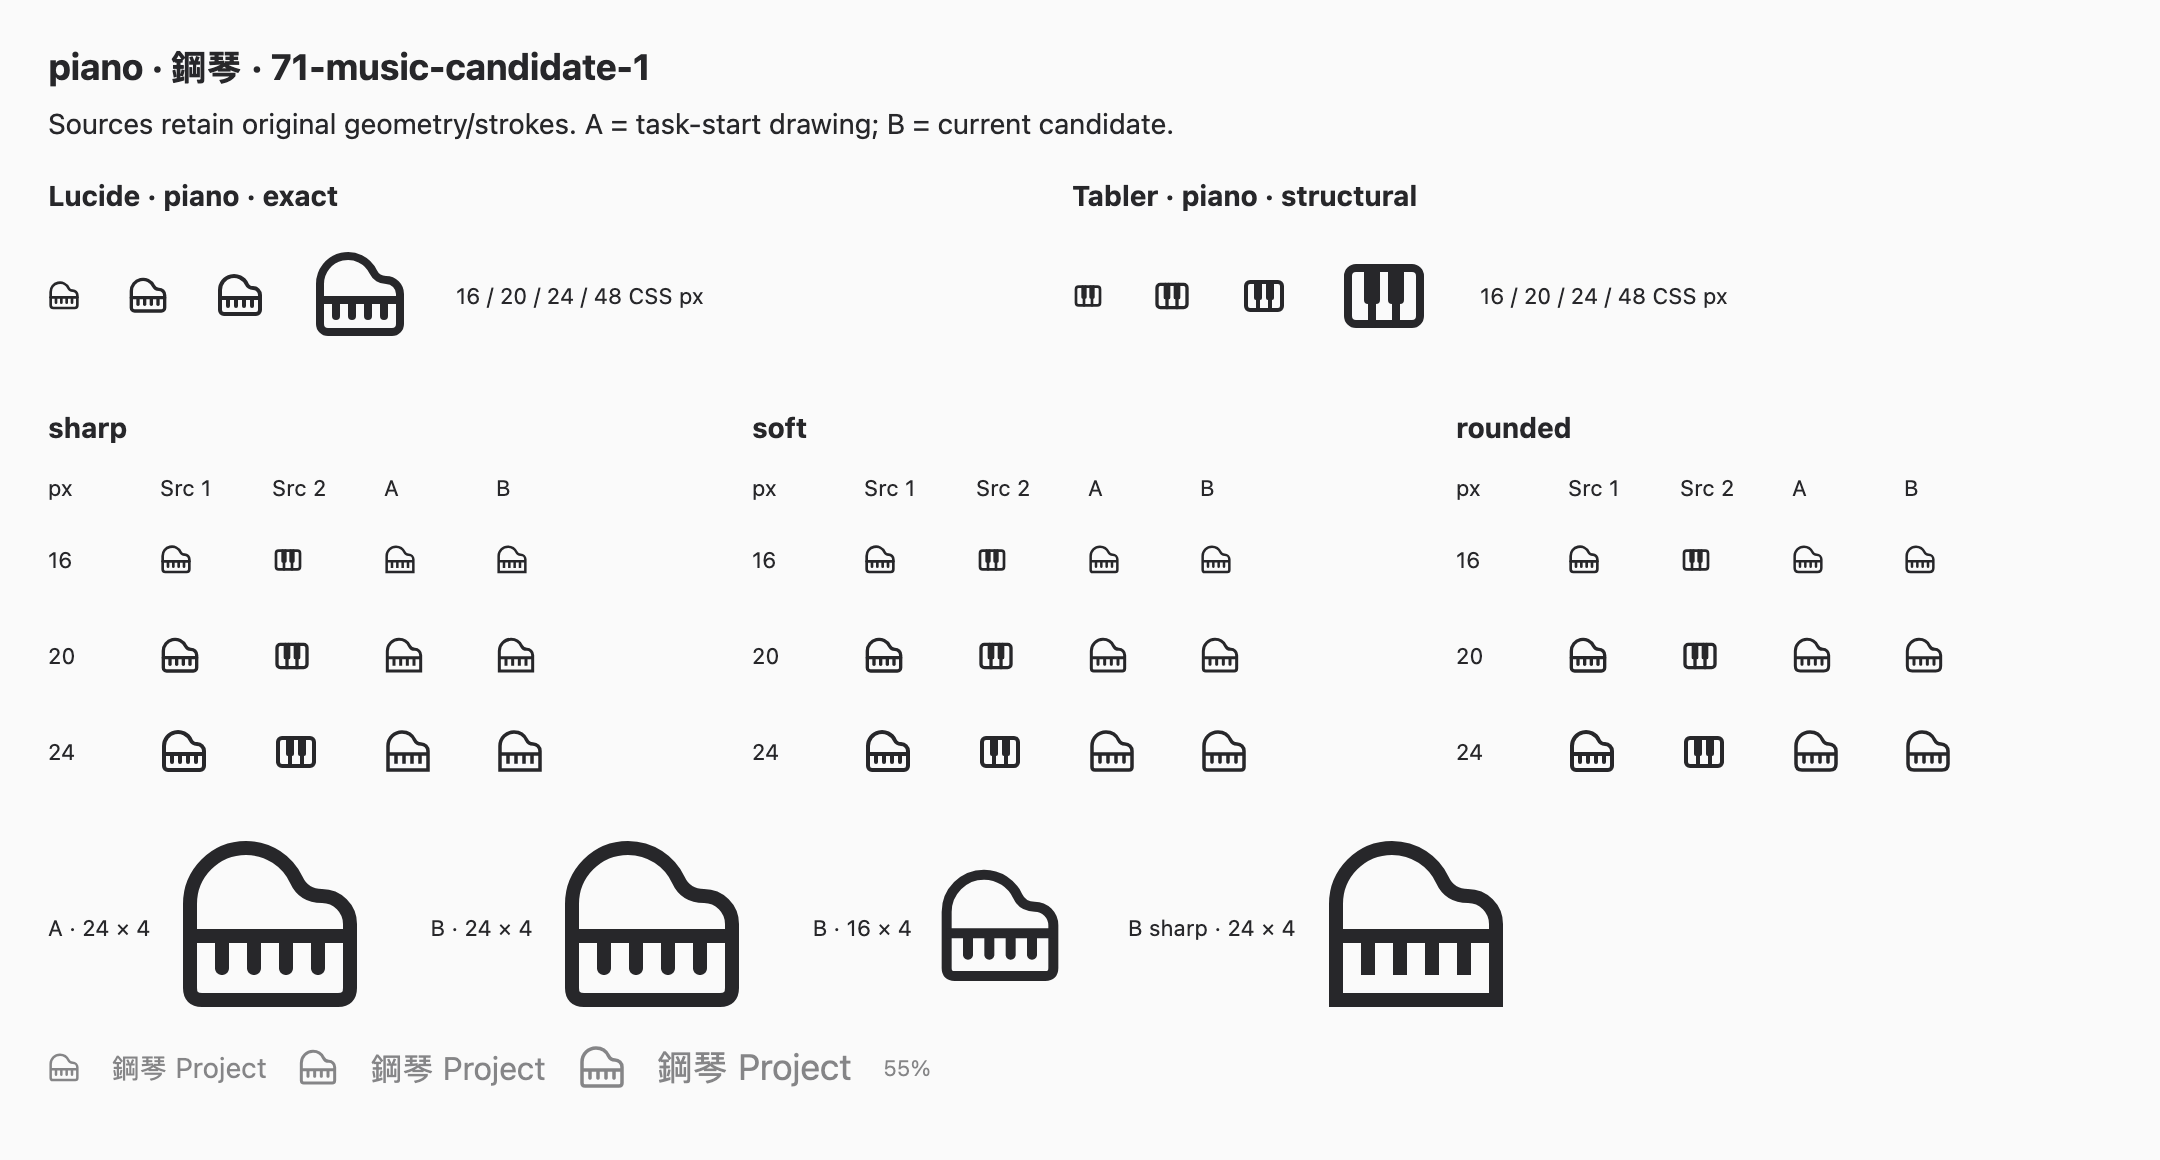 piano · 鋼琴 · 71-music-candidate-1
Sources retain original geometry/strokes. A = task-start drawing; B = current candidate.
Lucide · piano · exact
Tabler · piano · structural
16 / 20 / 24 / 48 CSS px
16 / 20 / 24 / 48 CSS px
sharp
soft
rounded
px Src 1 Src 2 A B
px Src 1 Src 2 A B
px Src 1 Src 2 A B
16
16
16
20
20
20
24
24
24
A · 24 × 4
B · 24 × 4
B · 16 × 4
B sharp · 24 × 4
鋼琴 Project
鋼琴 Project
鋼琴 Project
55%